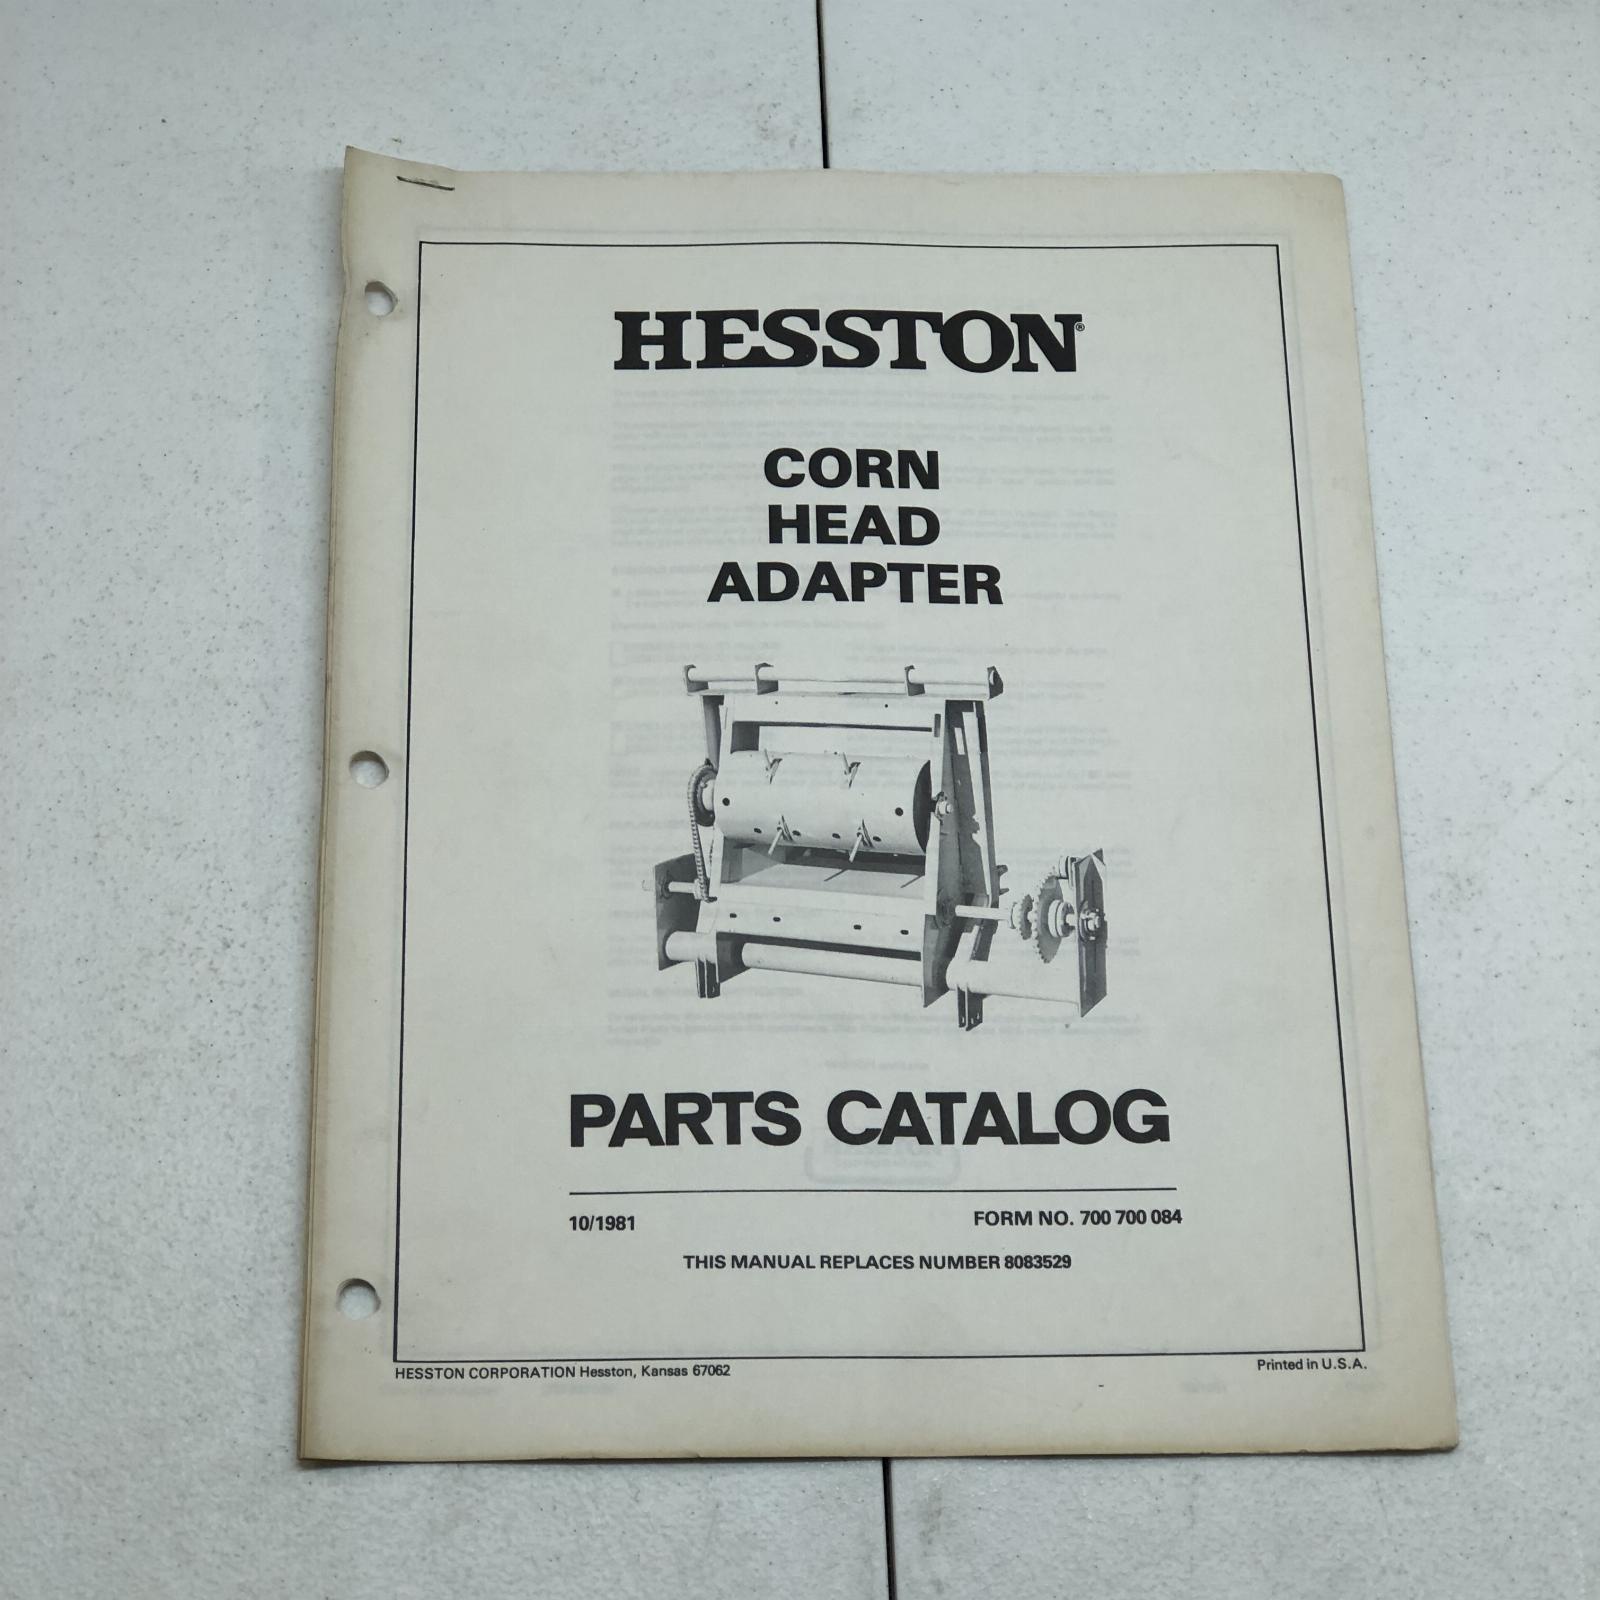 HESSTON®
CORN
HEAD
ADAPTER
PARTS CATALOG
10/1981 FORM NO. 700 700 084
THIS MANUAL REPLACES NUMBER 8083529
HESSTON CORPORATION Hesston, Kansas 67062 Printed in U.S.A.